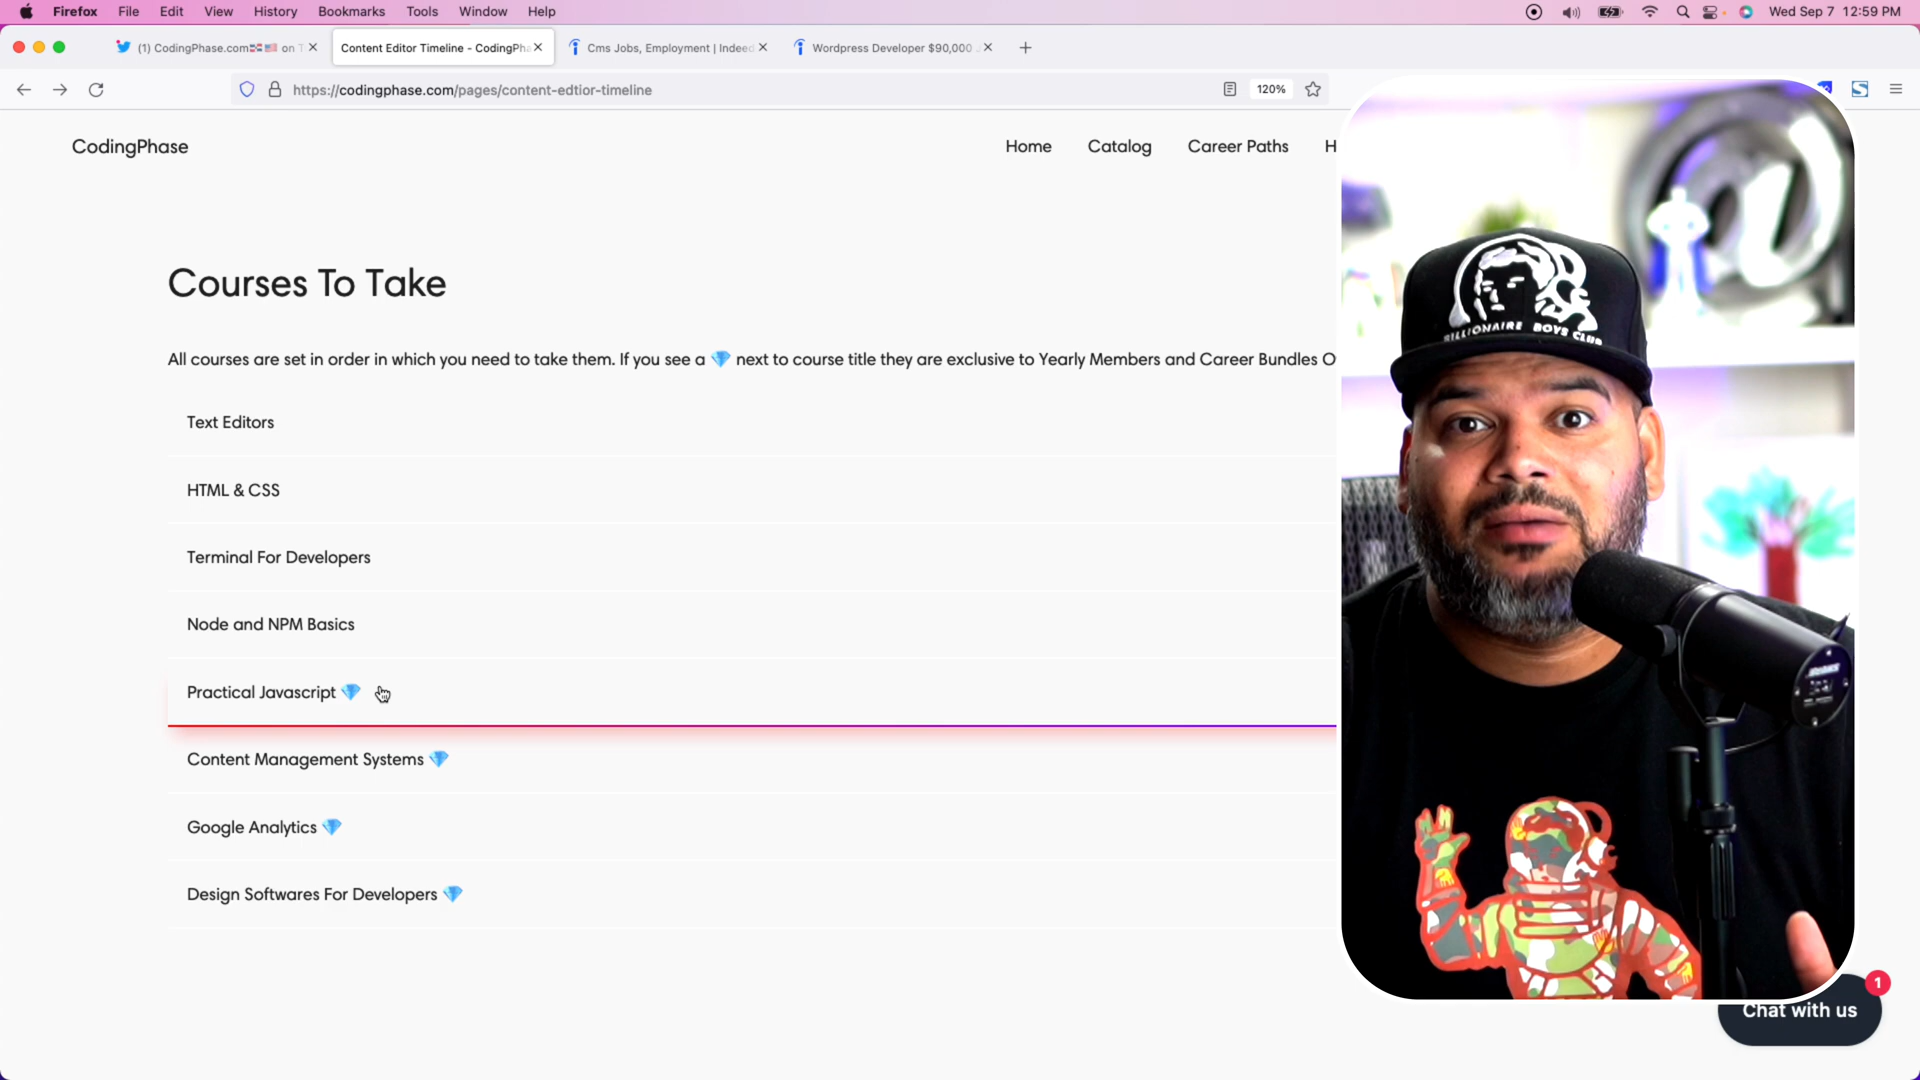 Firefox File Edit View History Bookmarks Tools Window Help Wed Sep 7 12:59 PM
(1) CodingPhase.com🇩🇴🇺🇸 on T
Content Editor Timeline - CodingPha
Cms Jobs, Employment | Indeed
Wordpress Developer $90,000
https://codingphase.com/pages/content-edtior-timeline
120%
CodingPhase
Home
Catalog
Career Paths
H
Courses To Take
All courses are set in order in which you need to take them. If you see a 💎 next to course title they are exclusive to Yearly Members and Career Bundles O
Text Editors
HTML & CSS
Terminal For Developers
Node and NPM Basics
Practical Javascript 💎
Content Management Systems 💎
Google Analytics 💎
Design Softwares For Developers 💎
BILLIONAIRE BOYS CLUB
1
Chat with us